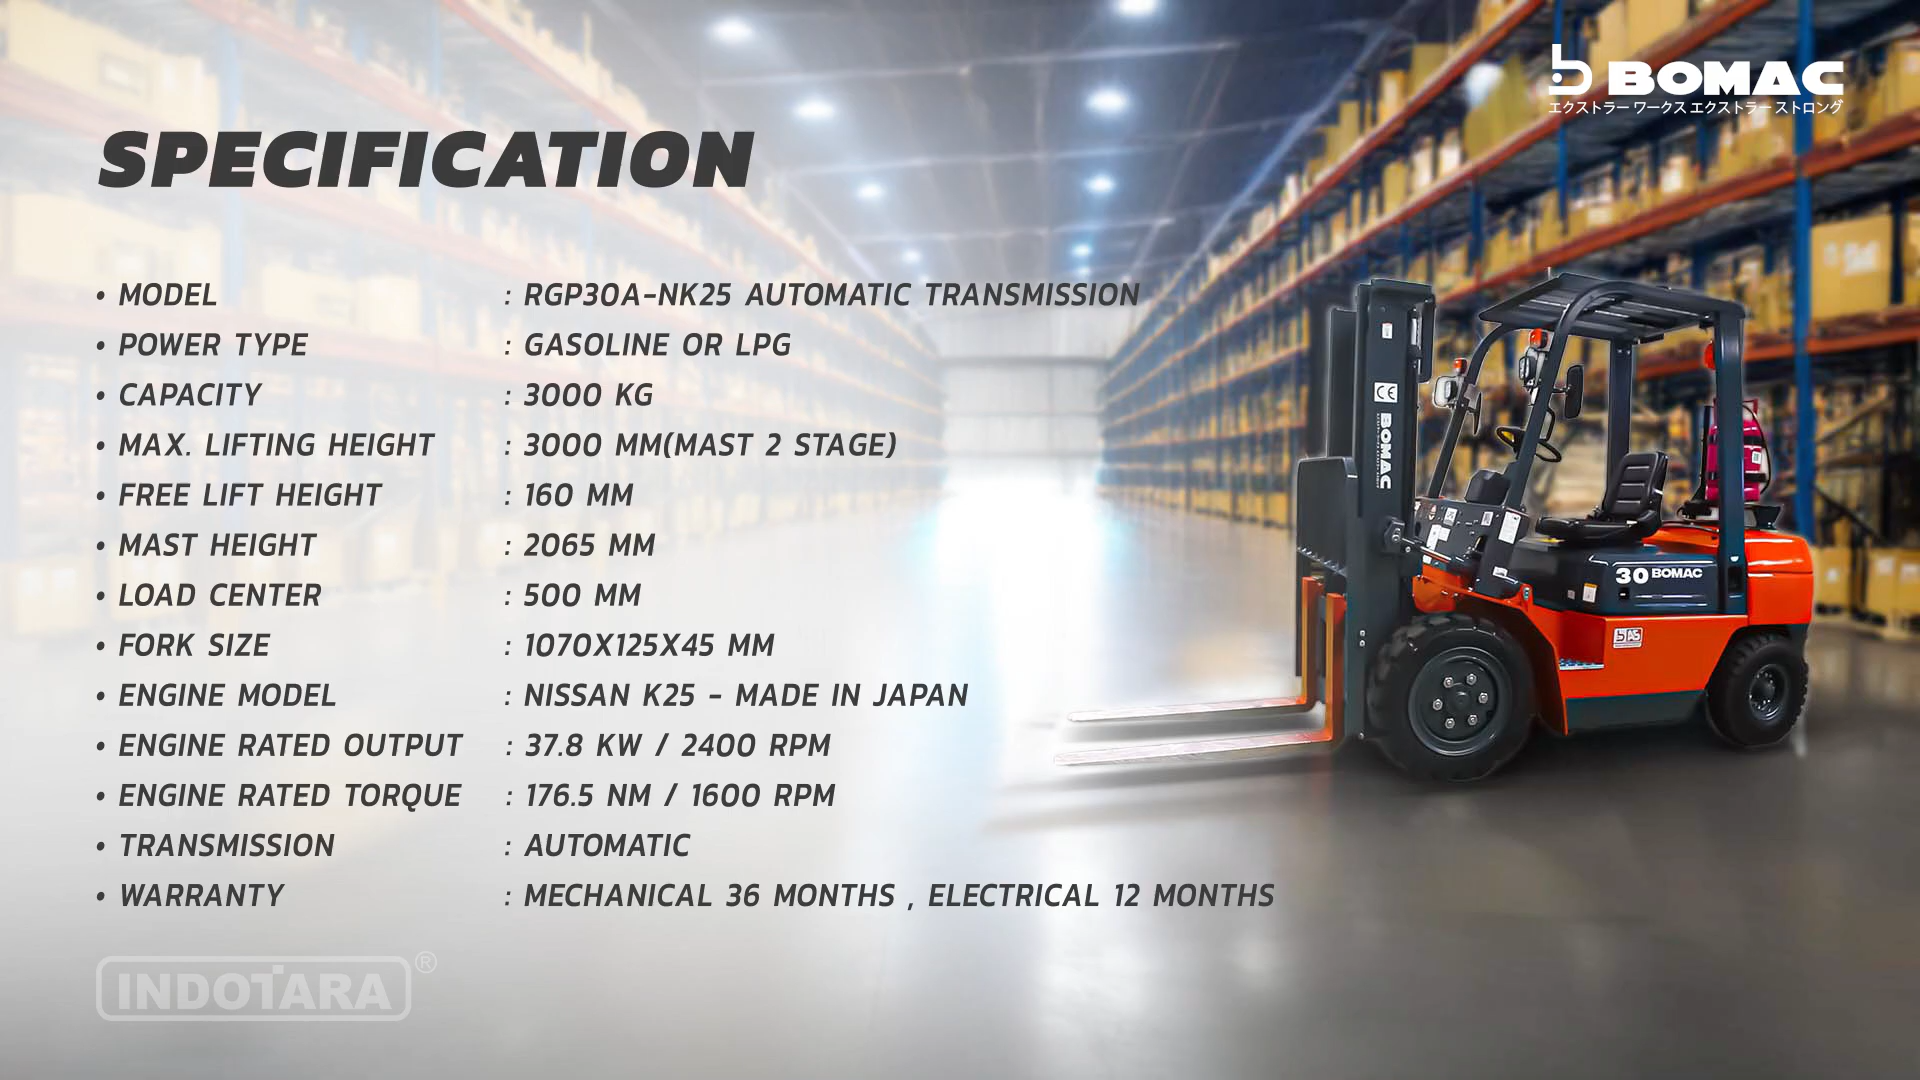 BOMAC
エクストラー ワークス エクストラー ストロング
SPECIFICATION
• MODEL : RGP30A-NK25 AUTOMATIC TRANSMISSION
• POWER TYPE : GASOLINE OR LPG
• CAPACITY : 3000 KG
• MAX. LIFTING HEIGHT : 3000 MM(MAST 2 STAGE)
• FREE LIFT HEIGHT : 160 MM
• MAST HEIGHT : 2065 MM
• LOAD CENTER : 500 MM
• FORK SIZE : 1070X125X45 MM
• ENGINE MODEL : NISSAN K25 - MADE IN JAPAN
• ENGINE RATED OUTPUT : 37.8 KW / 2400 RPM
• ENGINE RATED TORQUE : 176.5 NM / 1600 RPM
• TRANSMISSION : AUTOMATIC
• WARRANTY : MECHANICAL 36 MONTHS , ELECTRICAL 12 MONTHS
CE
BOMAC
30 BOMAC
INDOTARA®